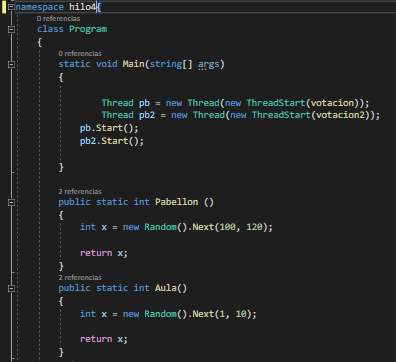 namespace hilo4{
0 referencias
class Program
{
0 referencias
static void Main(string[] args)
{
Thread pb = new Thread(new ThreadStart(votacion));
Thread pb2 = new Thread(new ThreadStart(votacion2));
pb.Start();
pb2.Start();
}
2 referencias
public static int Pabellon ()
{
int x = new Random().Next(100, 120);
return x;
}
2 referencias
public static int Aula()
{
int x = new Random().Next(1, 10);
return x;
}